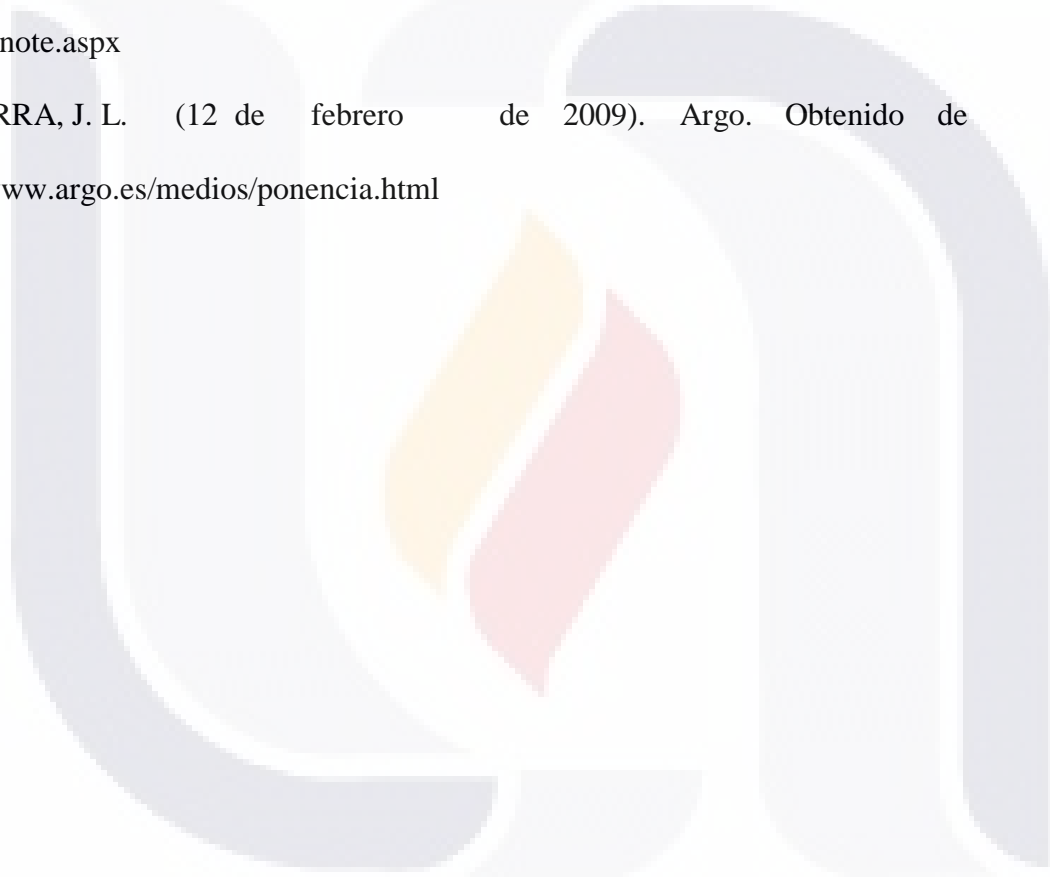 note.aspx
RRA, J. L. (12 de febrero de 2009). Argo. Obtenido de
ww.argo.es/medios/ponencia.html